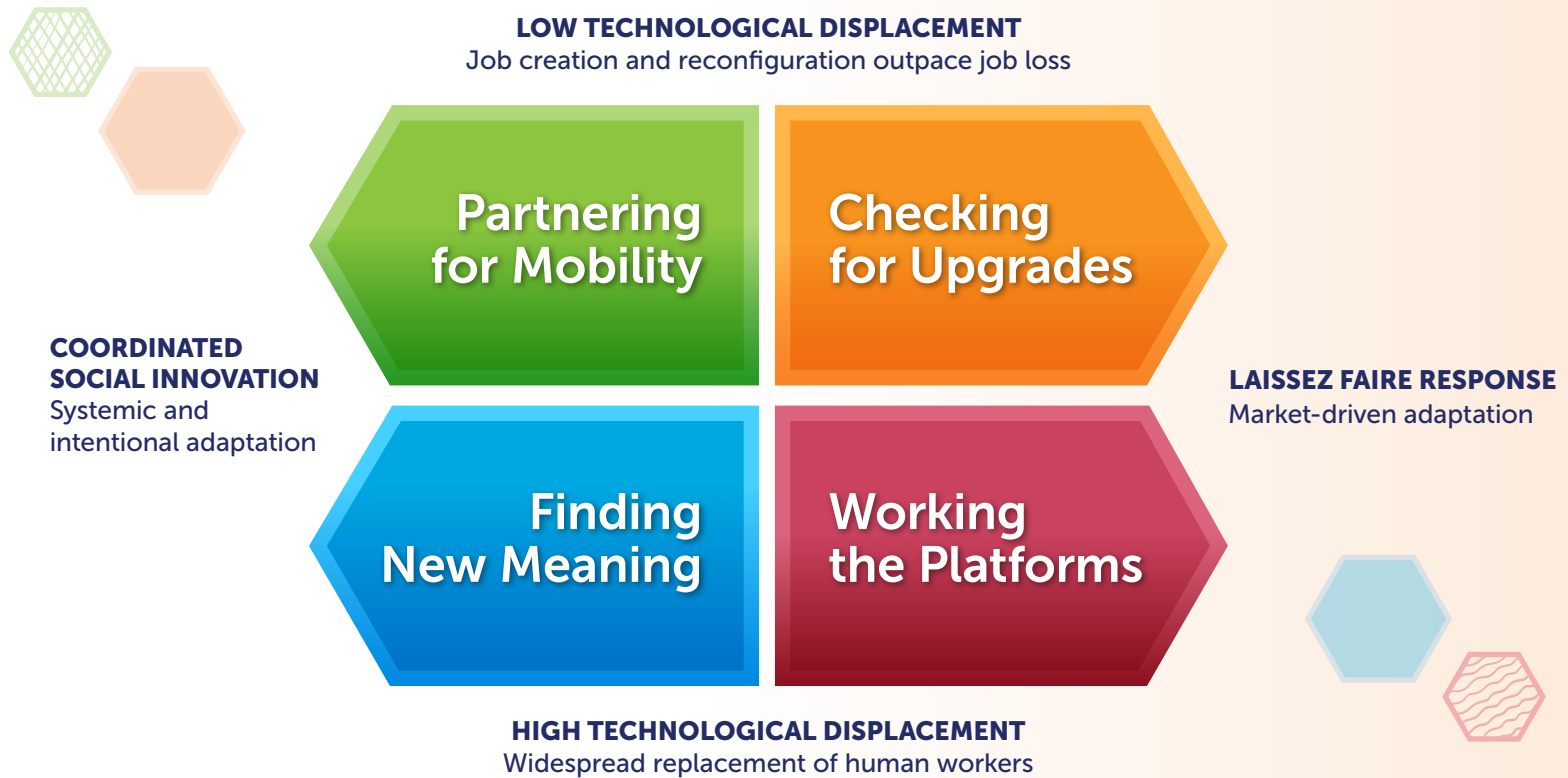 LOW TECHNOLOGICAL DISPLACEMENT
Job creation and reconfiguration outpace job loss
Partnering
for Mobility
Checking
for Upgrades
COORDINATED
SOCIAL INNOVATION
Systemic and
intentional adaptation
LAISSEZ FAIRE RESPONSE
Market-driven adaptation
Finding
New Meaning
Working
the Platforms
HIGH TECHNOLOGICAL DISPLACEMENT
Widespread replacement of human workers